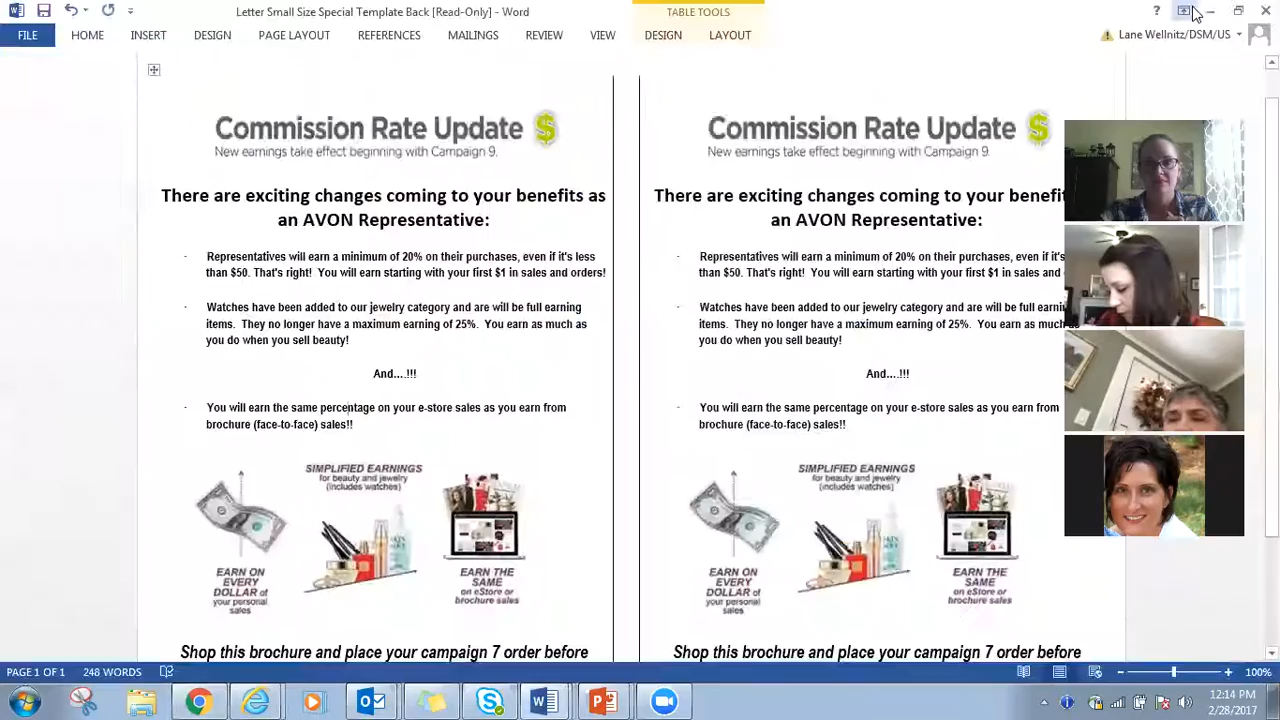 Letter Small Size Special Template Back [Read-Only] - Word
TABLE TOOLS
?
FILE HOME INSERT DESIGN PAGE LAYOUT REFERENCES MAILINGS REVIEW VIEW DESIGN LAYOUT
Lane Wellnitz/DSM/US
Commission Rate Update $
New earnings take effect beginning with Campaign 9.
There are exciting changes coming to your benefits as
an AVON Representative:
- Representatives will earn a minimum of 20% on their purchases, even if it's less
than $50. That's right! You will earn starting with your first $1 in sales and orders!
- Watches have been added to our jewelry category and are will be full earning
items. They no longer have a maximum earning of 25%. You earn as much as
you do when you sell beauty!
And....!!!
- You will earn the same percentage on your e-store sales as you earn from
brochure (face-to-face) sales!!
SIMPLIFIED EARNINGS
for beauty and jewelry
(includes watches)
EARN ON
EVERY
DOLLAR of
your personal
sales
EARN THE
SAME
on eStore or
brochure sales
Shop this brochure and place your campaign 7 order before
Commission Rate Update $
New earnings take effect beginning with Campaign 9.
There are exciting changes coming to your benefit
an AVON Representative:
- Representatives will earn a minimum of 20% on their purchases, even if it's
than $50. That's right! You will earn starting with your first $1 in sales and
- Watches have been added to our jewelry category and are will be full earnin
items. They no longer have a maximum earning of 25%. You earn as much as
you do when you sell beauty!
And....!!!
- You will earn the same percentage on your e-store sales as you earn from
brochure (face-to-face) sales!!
SIMPLIFIED EARNINGS
for beauty and jewelry
(includes watches)
EARN ON
EVERY
DOLLAR of
your personal
sales
EARN THE
SAME
on eStore or
brochure sales
Shop this brochure and place your campaign 7 order before
PAGE 1 OF 1 248 WORDS 100%
12:14 PM
2/28/2017